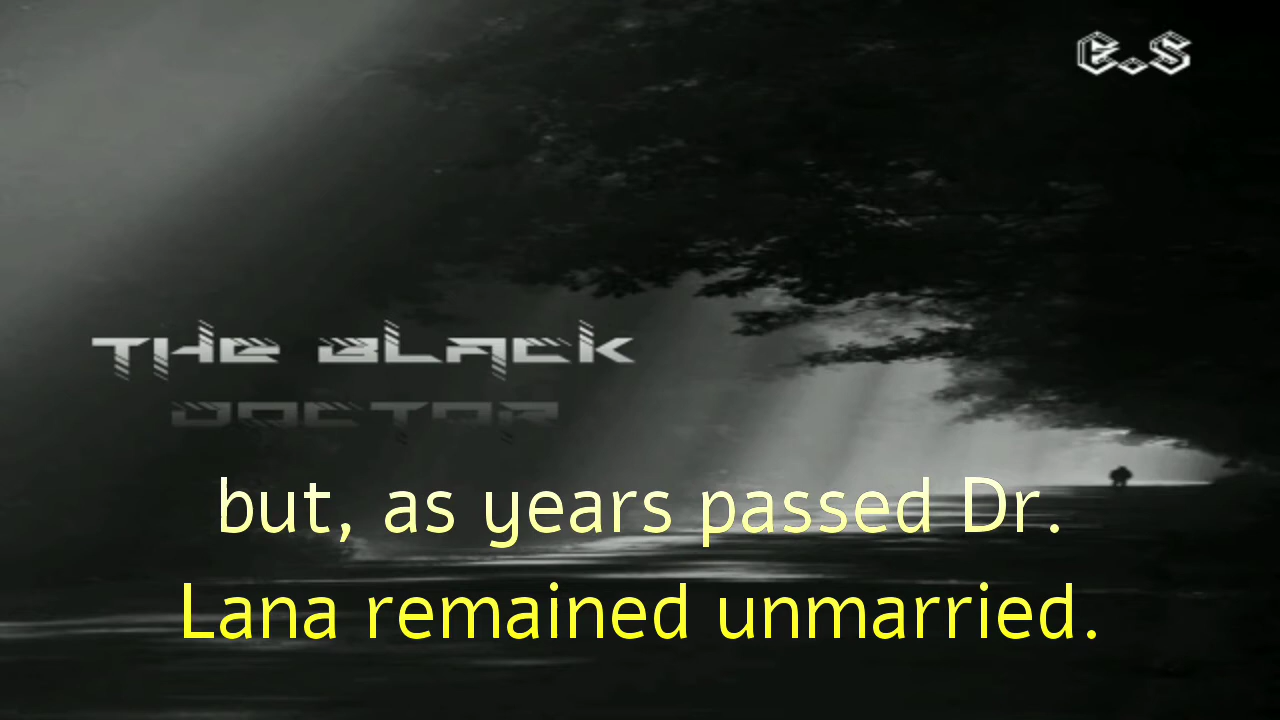 e.s
THE BLACK
DOCTOR
but, as years passed Dr.
Lana remained unmarried.